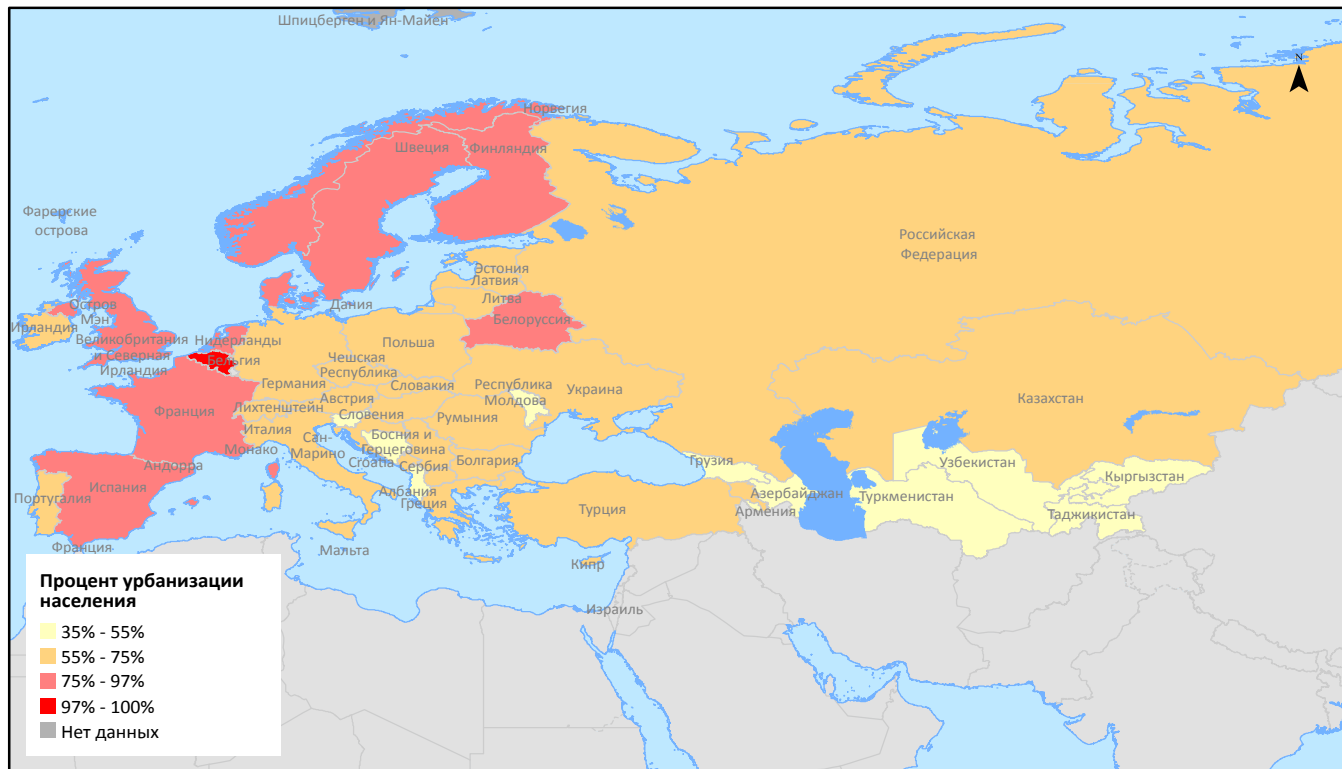 Шпицберген и Ян-Майен
N
Норвегия
Швеция
Финляндия
Фарерские
острова
Российская
Федерация
Эстония
Латвия
Литва
Дания
Белоруссия
Остров
Мэн
Ирландия
Великобритания
и Северная
Ирландия
Нидерланды
Бельгия
Польша
Чешская
Республика
Германия
Словакия
Республика
Молдова
Украина
Казахстан
Австрия
Лихтенштейн
Франция
Словения
Румыния
Италия
Монако
Сан-
Марино
Босния и
Герцеговина
Croatia
Сербия
Болгария
Грузия
Узбекистан
Кыргызстан
Андорра
Испания
Португалия
Албания
Греция
Турция
Азербайджан
Армения
Туркменистан
Таджикистан
Франция
Мальта
Кипр
Израиль
Процент урбанизации
населения
35% - 55%
55% - 75%
75% - 97%
97% - 100%
Нет данных